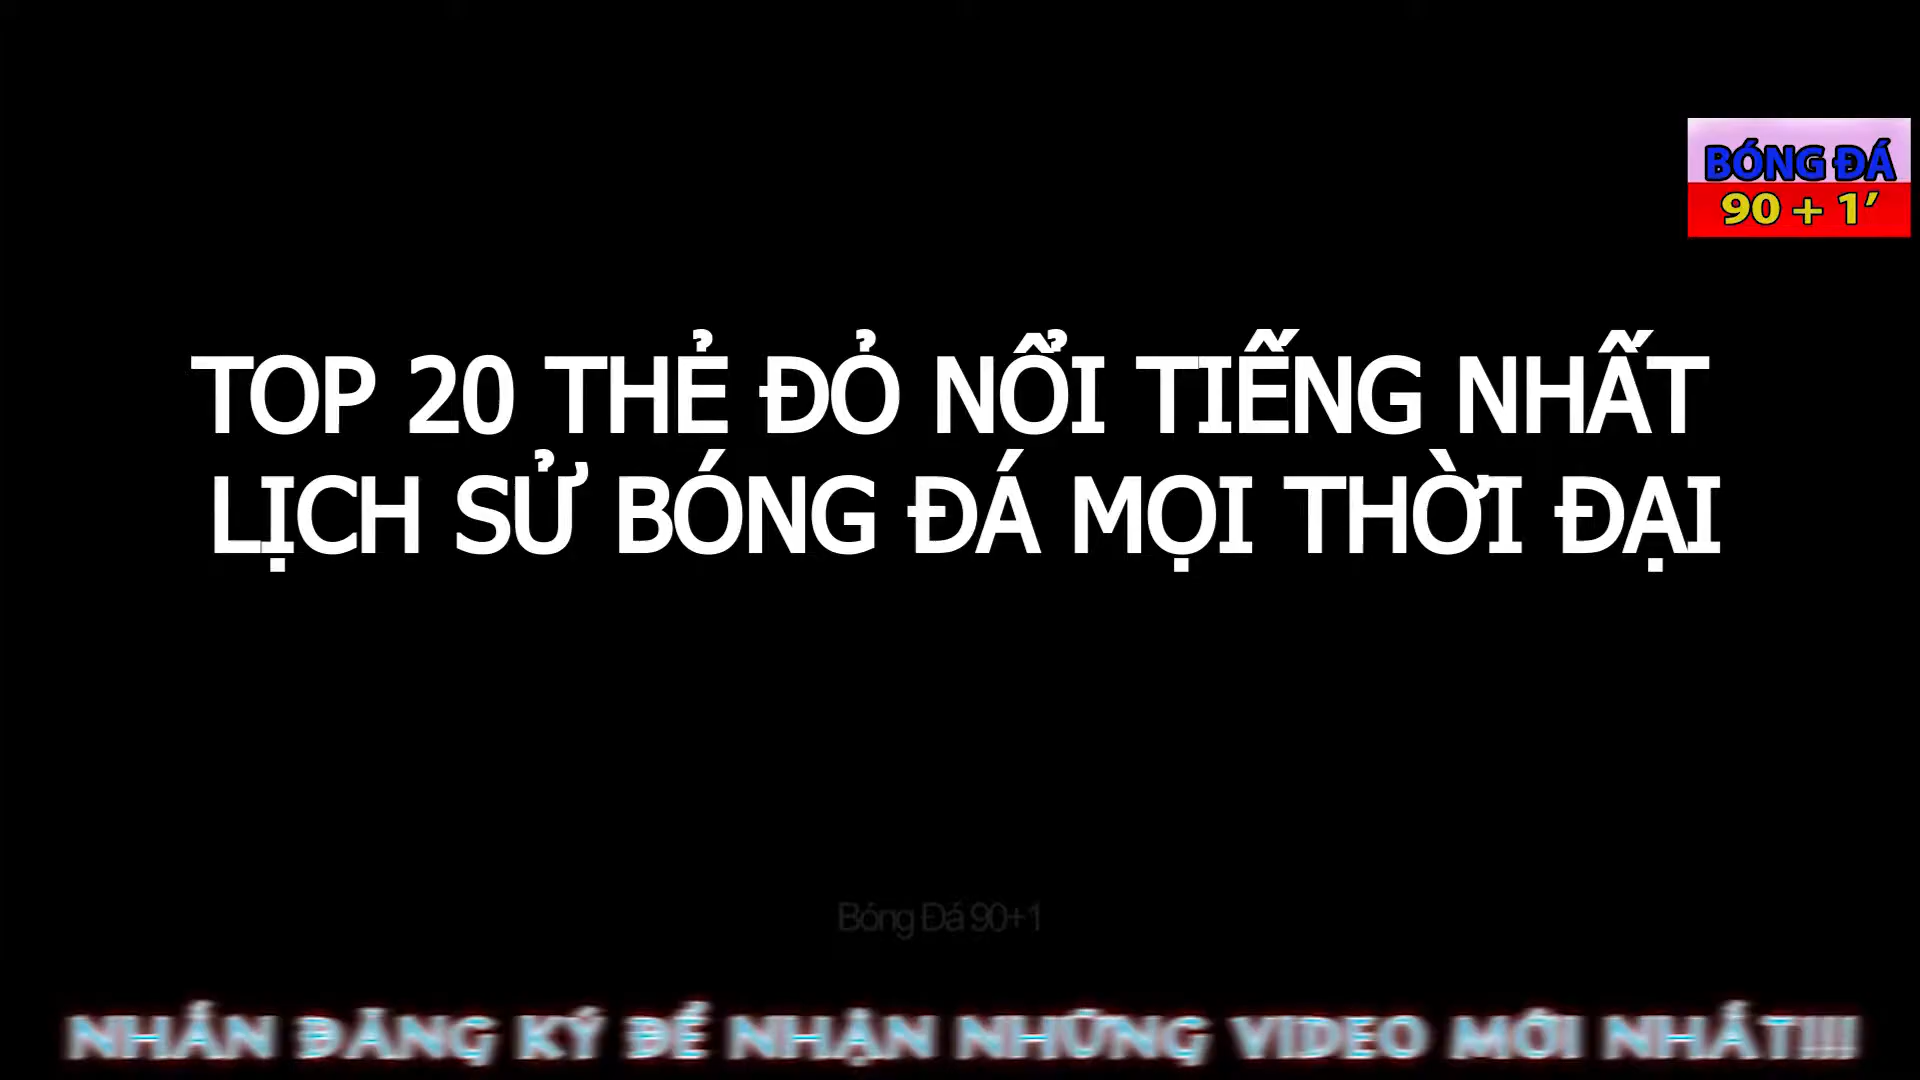 BÓNG ĐÁ
90 + 1’
TOP 20 THẺ ĐỎ NỔI TIẾNG NHẤT
LỊCH SỬ BÓNG ĐÁ MỌI THỜI ĐẠI
Bóng Đá 90+1
NHẤN ĐĂNG KÝ ĐỂ NHẬN NHỮNG VIDEO MỚI NHẤT!!!